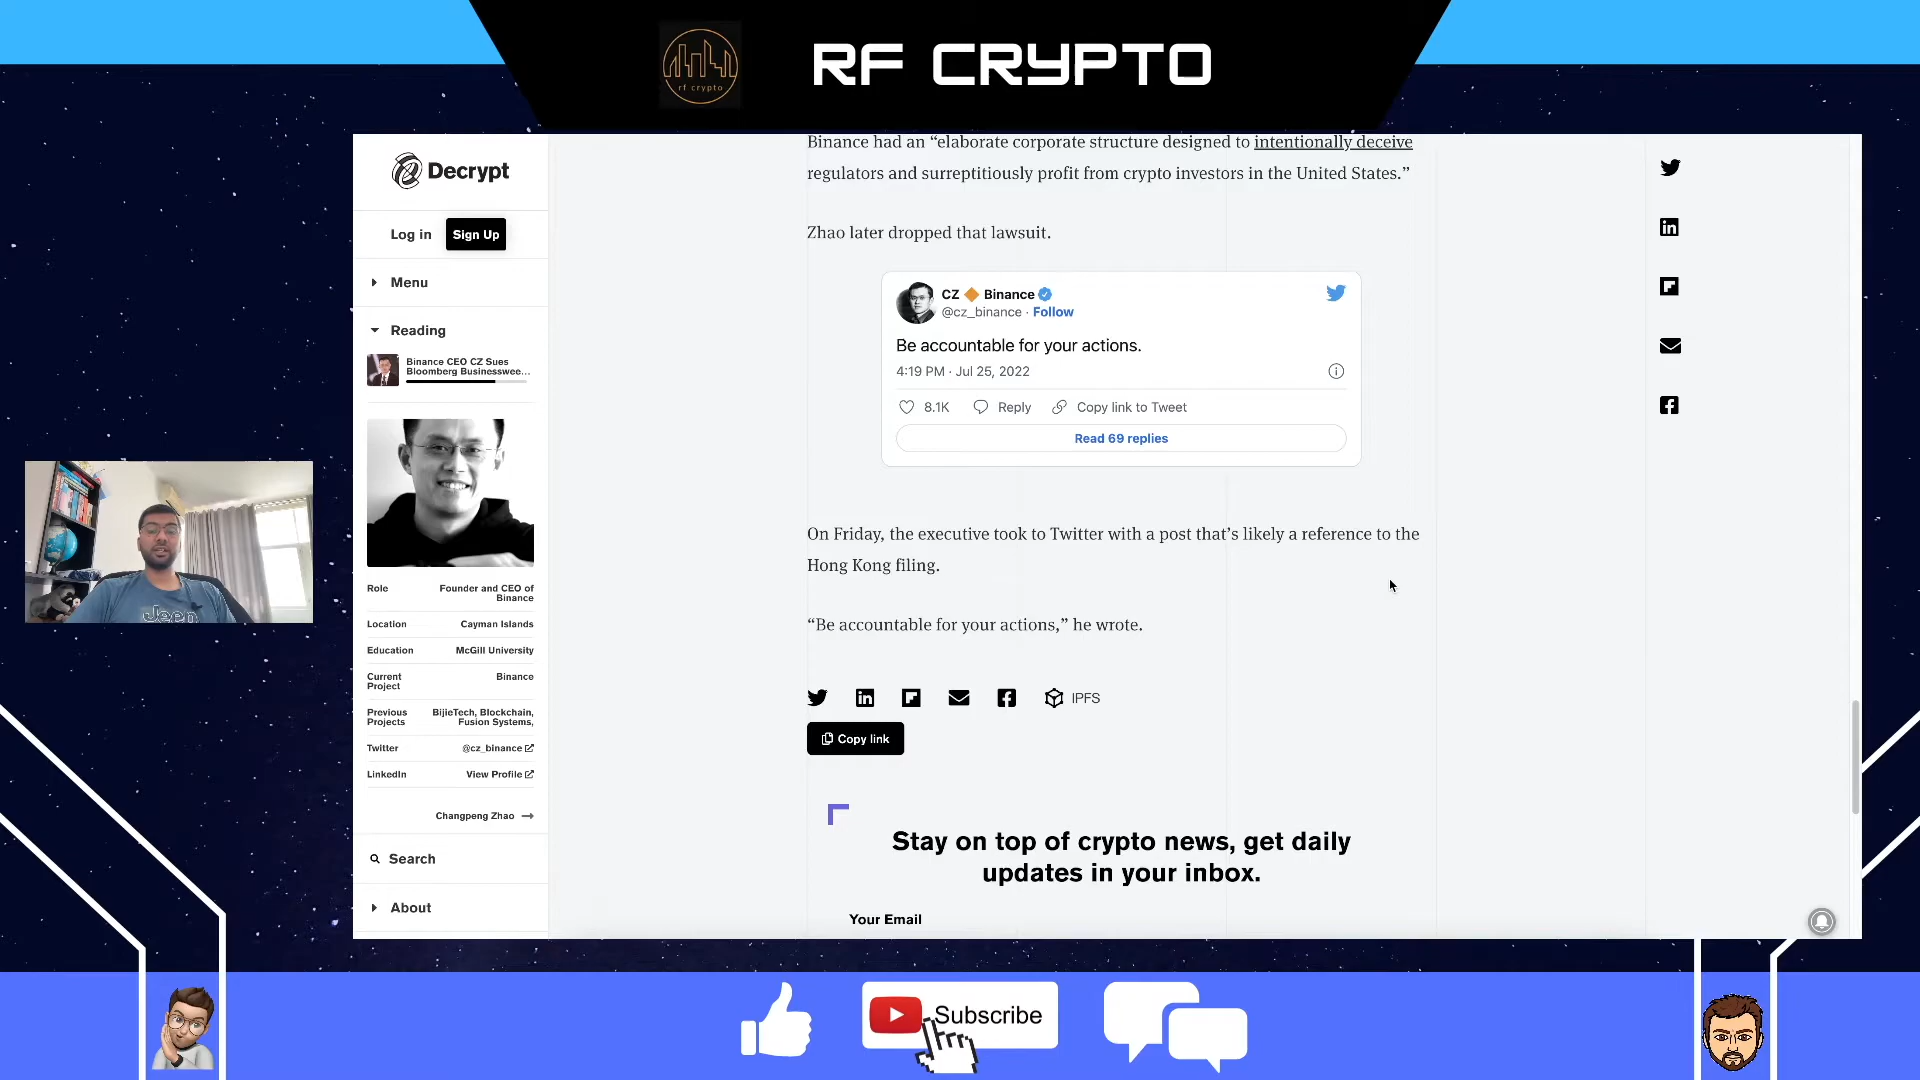 rf crypto
RF CRYPTO
Decrypt
Log in
Sign Up
Menu
Reading
Binance CEO CZ Sues
Bloomberg Businesswee...
Role
Founder and CEO of
Binance
Location
Cayman Islands
Education
McGill University
Current
Project
Binance
Previous
Projects
BijieTech, Blockchain,
Fusion Systems,
Twitter
@cz_binance
LinkedIn
View Profile
Changpeng Zhao
Search
About
Binance had an “elaborate corporate structure designed to intentionally deceive
regulators and surreptitiously profit from crypto investors in the United States.”
Zhao later dropped that lawsuit.
CZ 🔶 Binance
@cz_binance · Follow
Be accountable for your actions.
4:19 PM · Jul 25, 2022
8.1K
Reply
Copy link to Tweet
Read 69 replies
On Friday, the executive took to Twitter with a post that’s likely a reference to the
Hong Kong filing.
“Be accountable for your actions,” he wrote.
IPFS
Copy link
Stay on top of crypto news, get daily
updates in your inbox.
Your Email
Jeep
Subscribe